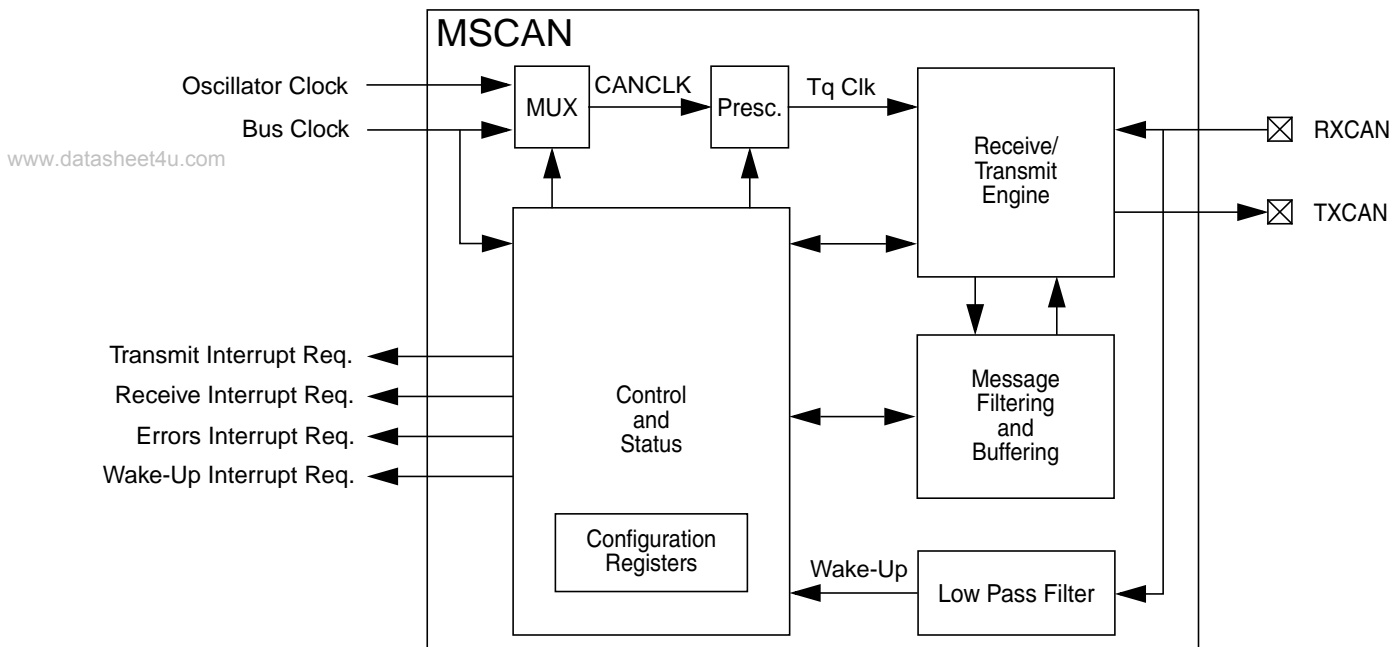 MSCAN
Oscillator Clock
CANCLK
Tq Clk
MUX
Presc.
Bus Clock
Receive/
Transmit
Engine
RXCAN
www.datasheet4u.com
TXCAN
Transmit Interrupt Req.
Receive Interrupt Req.
Errors Interrupt Req.
Wake-Up Interrupt Req.
Control
and
Status
Message
Filtering
and
Buffering
Configuration
Registers
Wake-Up
Low Pass Filter